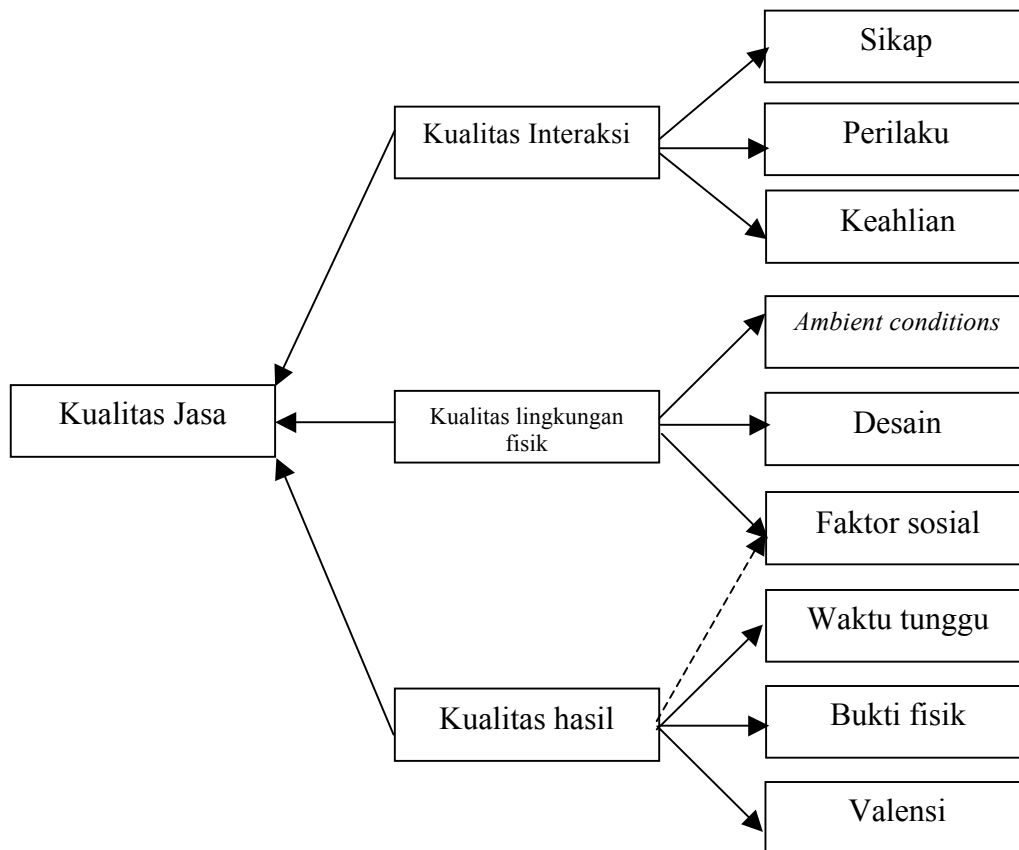 Sikap
Kualitas Interaksi
Perilaku
Keahlian
Ambient conditions
Kualitas Jasa
Kualitas lingkungan
fisik
Desain
Faktor sosial
Waktu tunggu
Kualitas hasil
Bukti fisik
Valensi